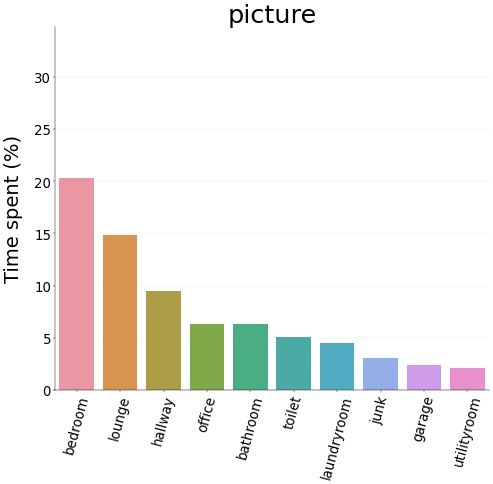 picture
Time spent (%)
30
25
20
15
10
5
0
bedroom
lounge
hallway
office
bathroom
toilet
laundryroom
junk
garage
utilityroom